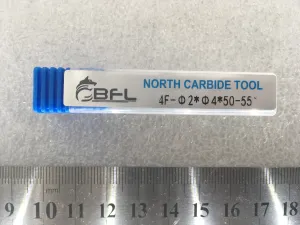 BFL
NORTH CARBIDE TOOL
4F-Φ2*Φ4*50-55°
9 10 11 12 13 14 15 16 17 18